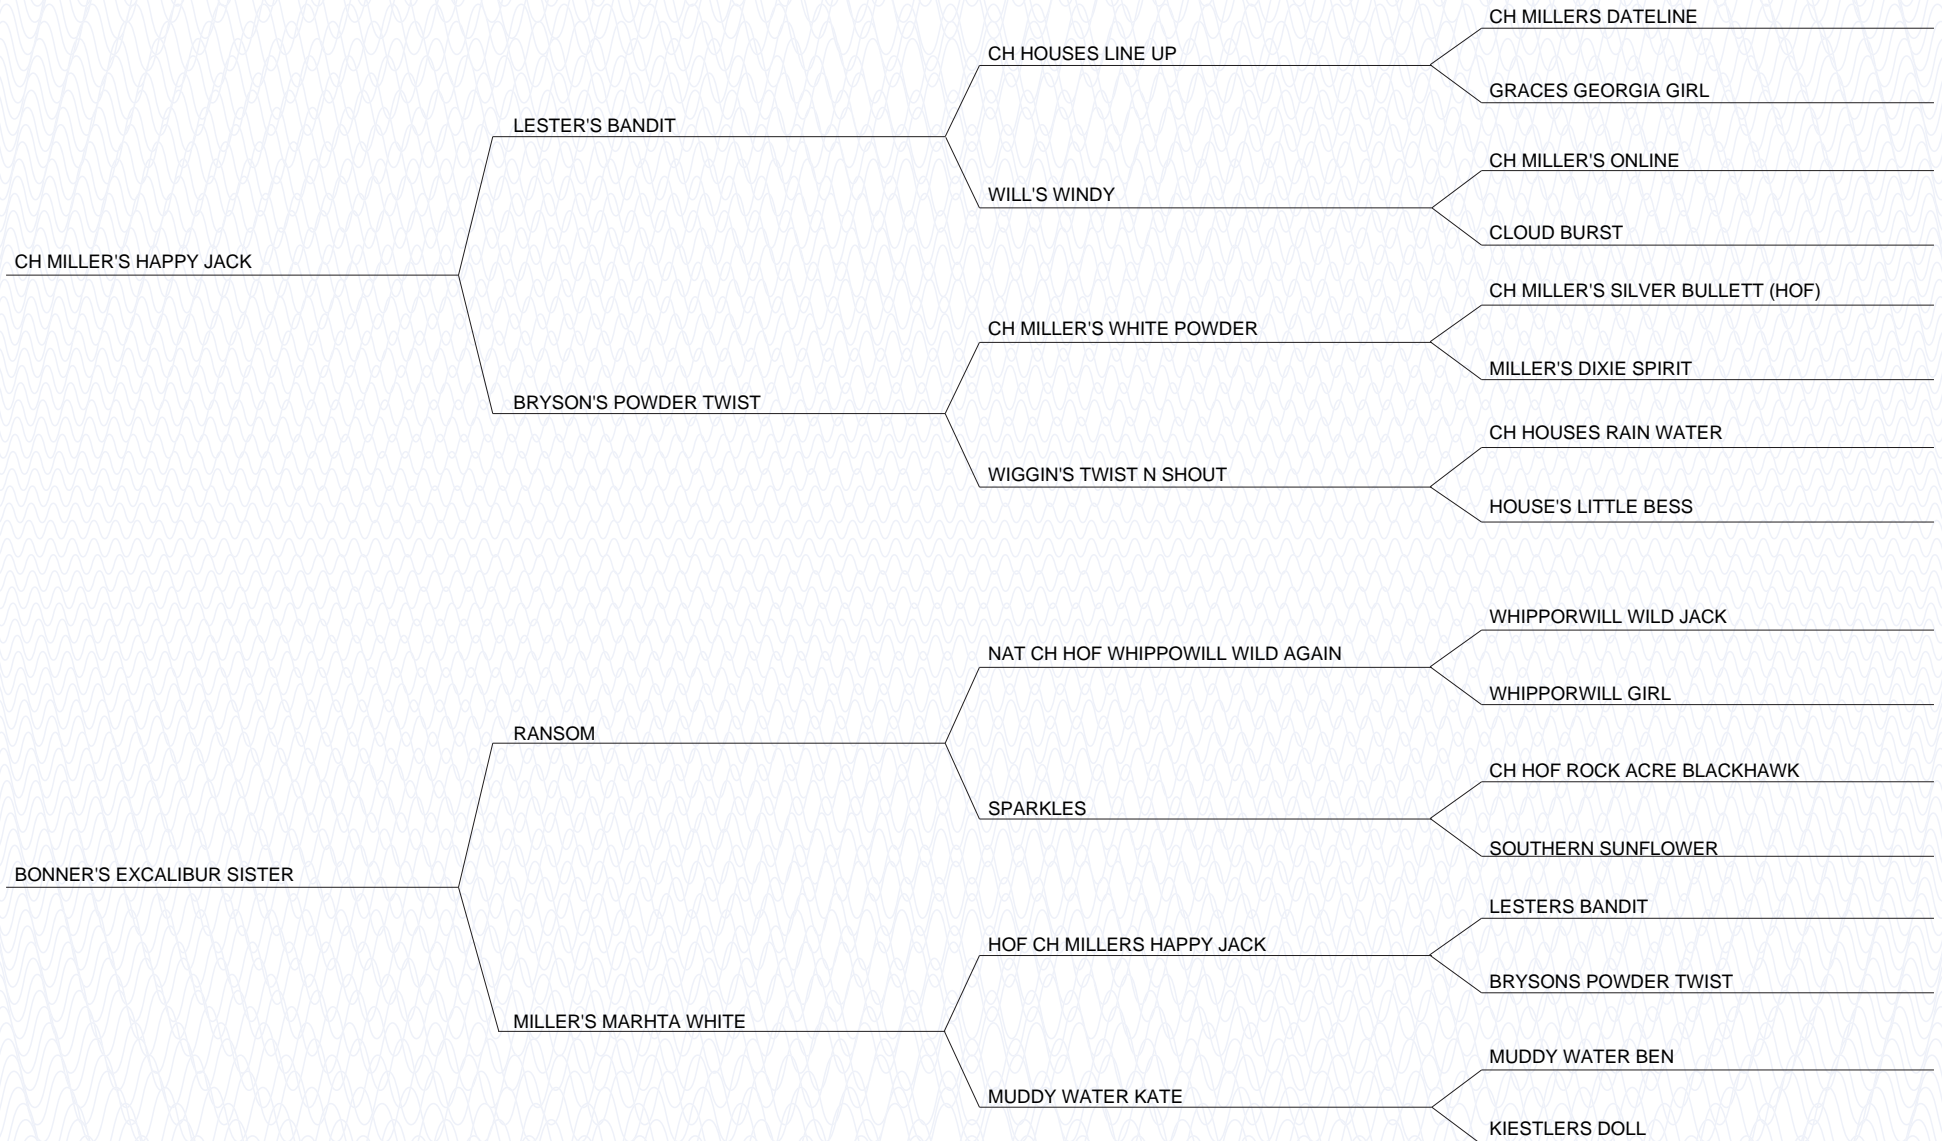 CH MILLERS DATELINE
CH HOUSES LINE UP
GRACES GEORGIA GIRL
LESTER'S BANDIT
CH MILLER'S ONLINE
WILL'S WINDY
CLOUD BURST
CH MILLER'S HAPPY JACK
CH MILLER'S SILVER BULLETT (HOF)
CH MILLER'S WHITE POWDER
MILLER'S DIXIE SPIRIT
BRYSON'S POWDER TWIST
CH HOUSES RAIN WATER
WIGGIN'S TWIST N SHOUT
HOUSE'S LITTLE BESS
WHIPPORWILL WILD JACK
NAT CH HOF WHIPPOWILL WILD AGAIN
WHIPPORWILL GIRL
RANSOM
CH HOF ROCK ACRE BLACKHAWK
SPARKLES
SOUTHERN SUNFLOWER
BONNER'S EXCALIBUR SISTER
LESTERS BANDIT
HOF CH MILLERS HAPPY JACK
BRYSONS POWDER TWIST
MILLER'S MARHTA WHITE
MUDDY WATER BEN
MUDDY WATER KATE
KIESTLERS DOLL